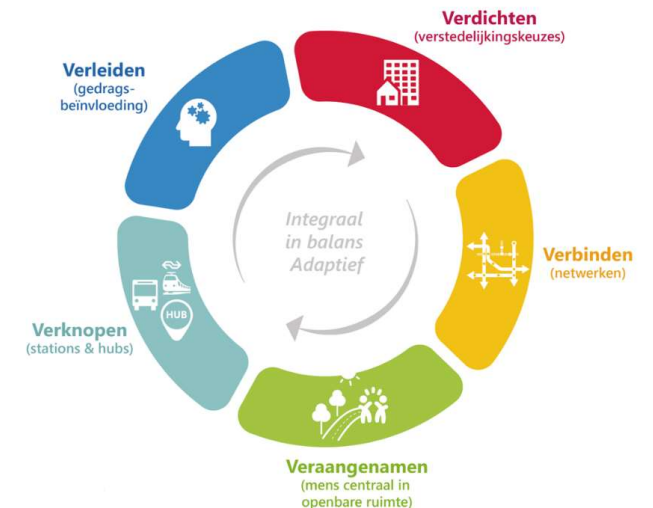 Verdichten
(verstedelijkingskeuzes)
Verleiden
(gedrags-
beïnvloeding)
Integraal
in balans
Adaptief
Verbinden
(netwerken)
HUB
Verknopen
(stations & hubs)
Veraangenamen
(mens centraal in
openbare ruimte)